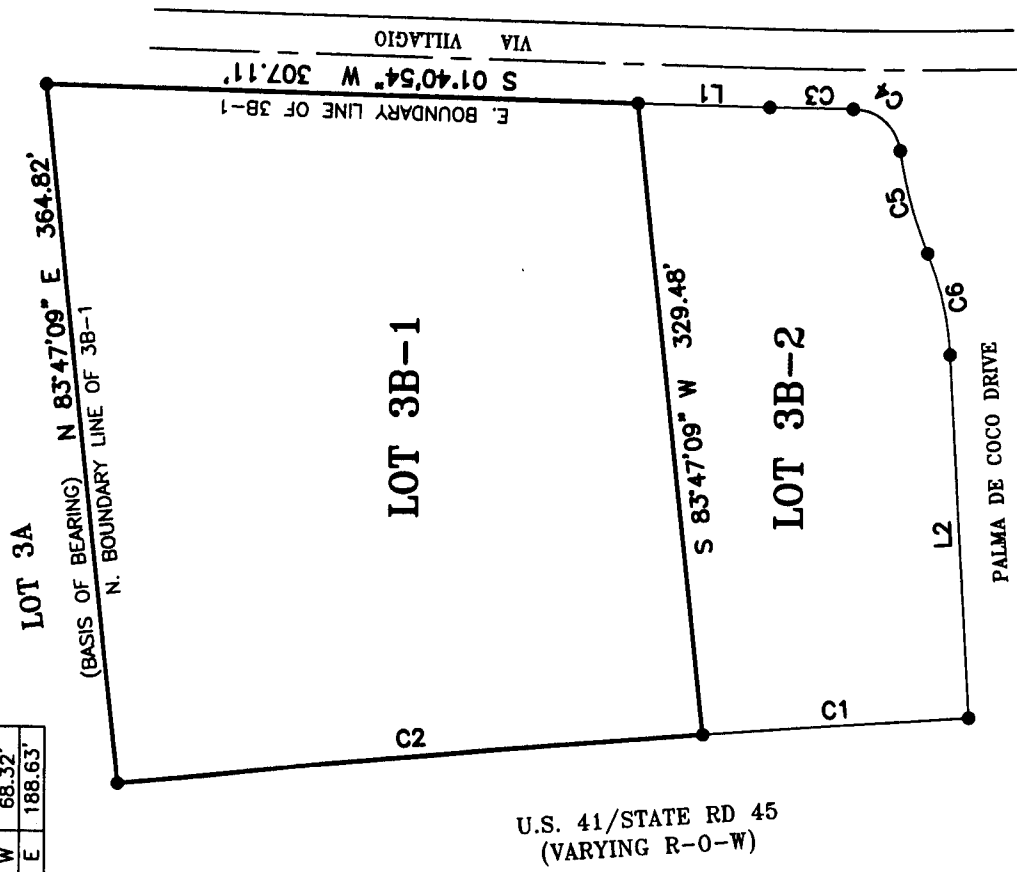 LOT 3A
(BASIS OF BEARING) N 83°47'09" E 364.82'
N. BOUNDARY LINE OF 3B-1
VIA VILLAGIO
S 01°40'54" W 307.11'
E. BOUNDARY LINE OF 3B-1
L1
C3
C4
C5
C6
LOT 3B-1
S 83°47'09" W 329.48'
LOT 3B-2
L2
PALMA DE COCO DRIVE
C2
C1
U.S. 41/STATE RD 45
(VARYING R-O-W)
W 68.32'
E 188.63'